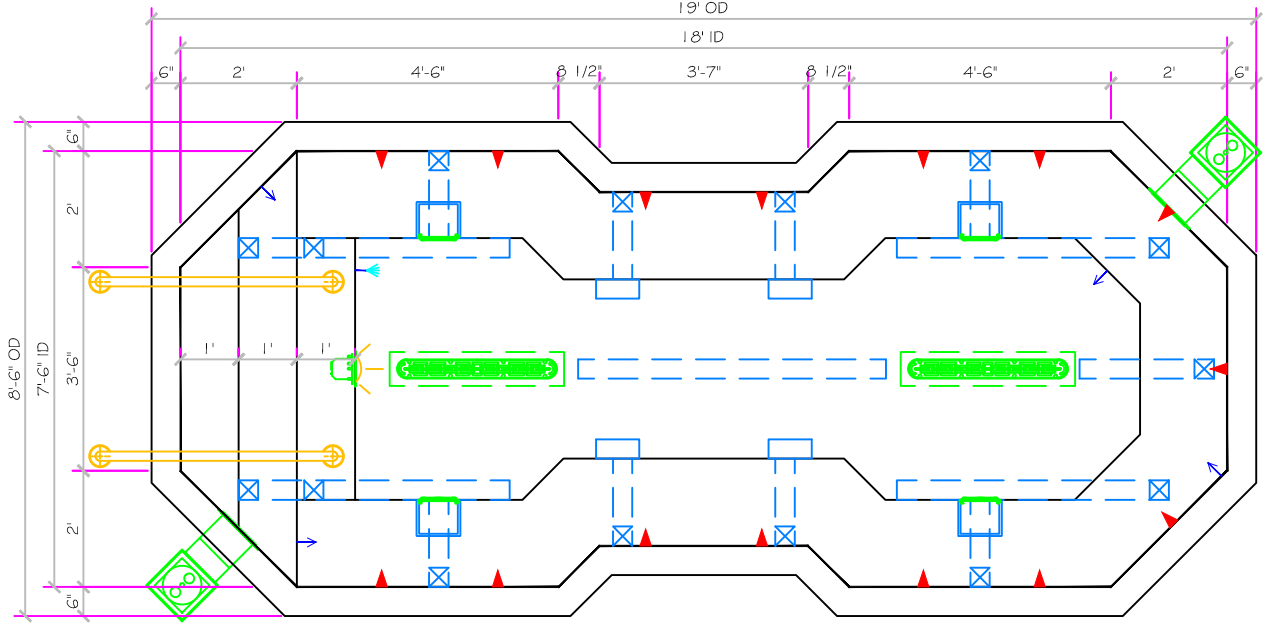 19' OD
18' ID
6" 2' 4'-6" 8 1/2" 3'-7" 8 1/2" 4'-6" 2' 6"
6"
2'
3'-6"
2'
6"
7'-6" ID
8'-6" OD
1' 1' 1'